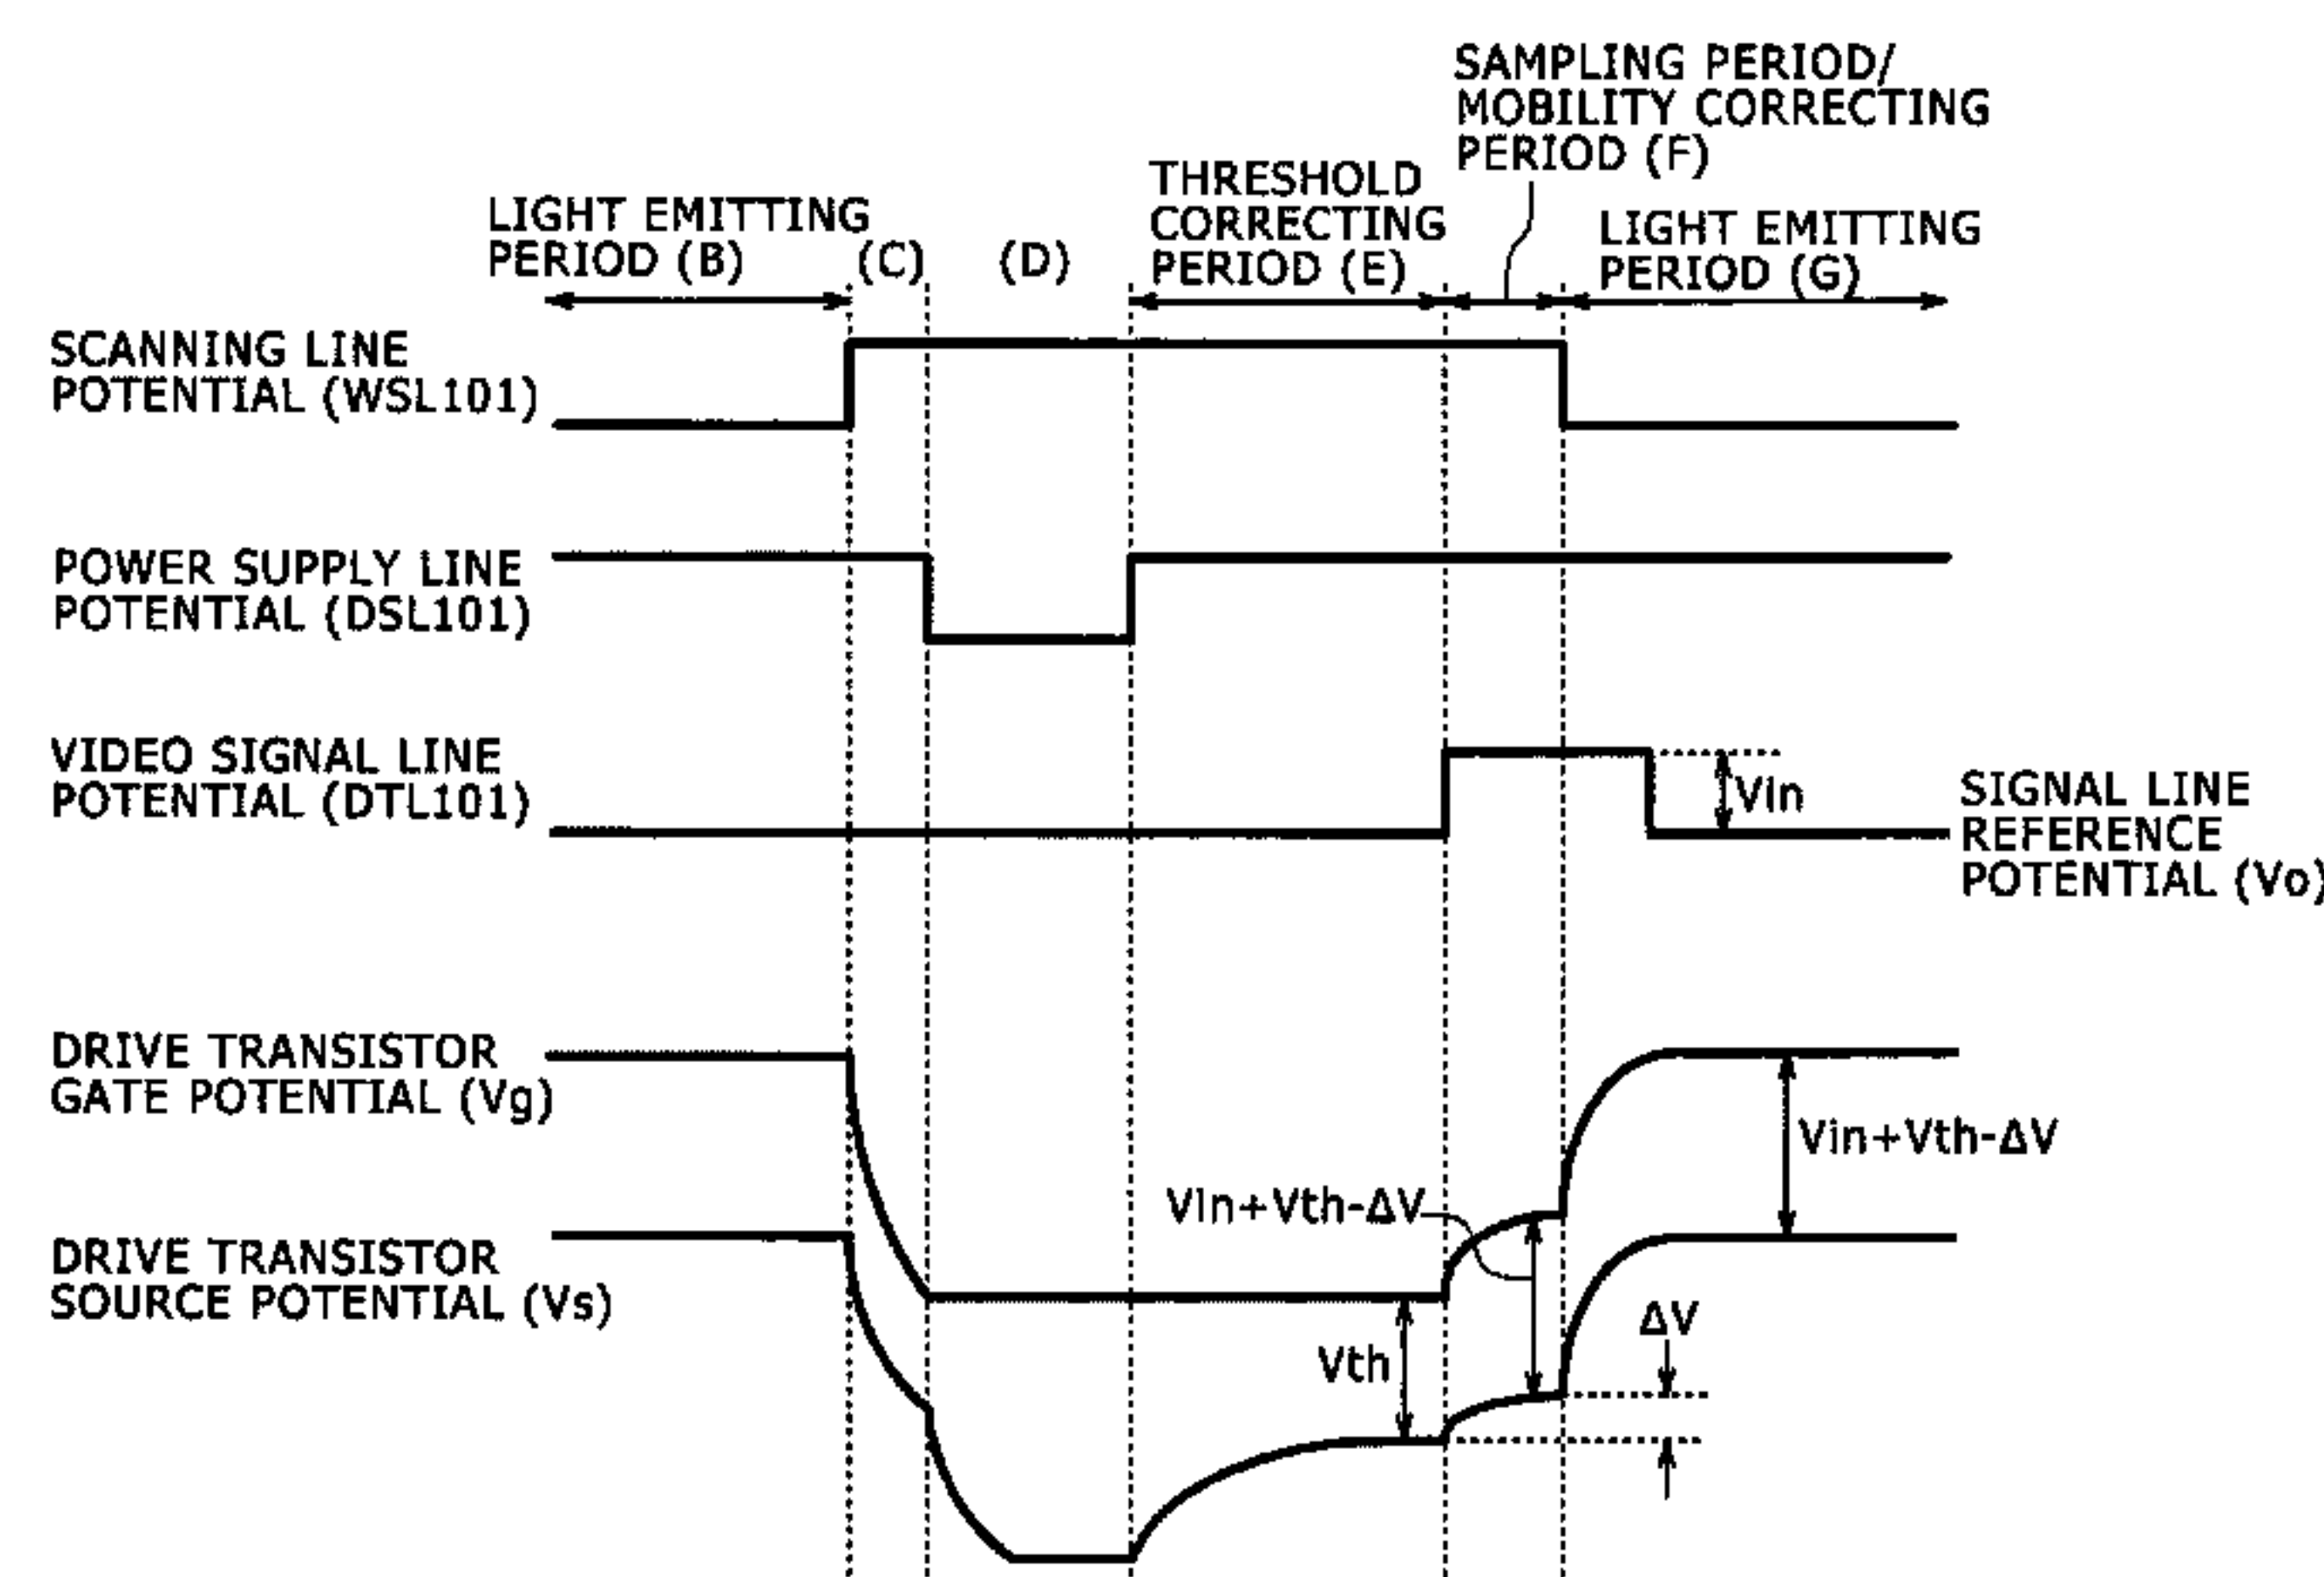 SAMPLING PERIOD/
MOBILITY CORRECTING
PERIOD (F)
THRESHOLD
CORRECTING
PERIOD (E)
LIGHT EMITTING
PERIOD (B)
(C)
(D)
LIGHT EMITTING
PERIOD (G)
SCANNING LINE
POTENTIAL (WSL101)
POWER SUPPLY LINE
POTENTIAL (DSL101)
VIDEO SIGNAL LINE
POTENTIAL (DTL101)
Vin
SIGNAL LINE
REFERENCE
POTENTIAL (Vo)
DRIVE TRANSISTOR
GATE POTENTIAL (Vg)
Vin+Vth-ΔV
Vin+Vth-ΔV
DRIVE TRANSISTOR
SOURCE POTENTIAL (Vs)
Vth
ΔV